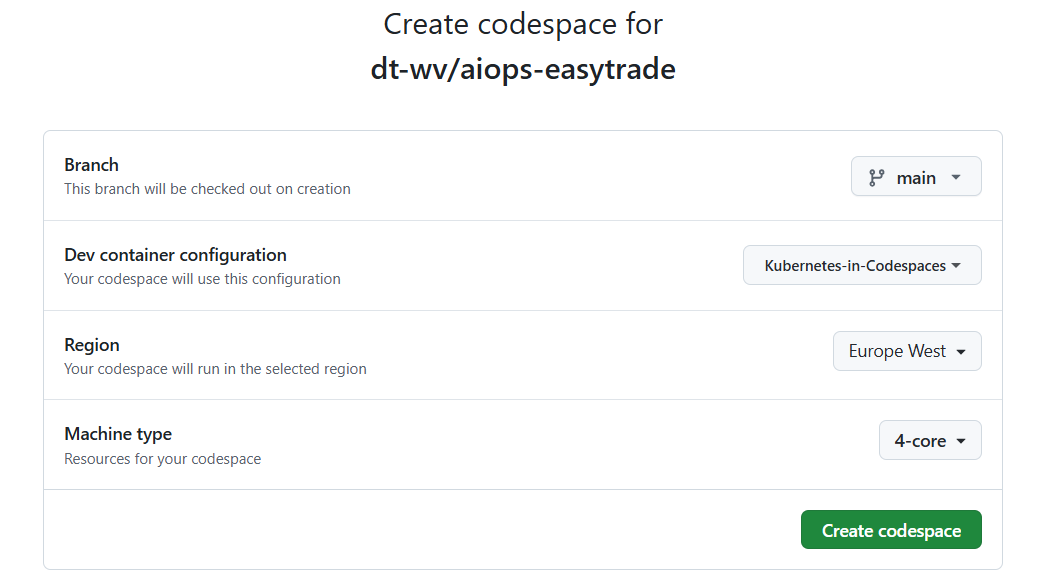 Create codespace for
dt-wv/aiops-easytrade
Branch
This branch will be checked out on creation
main
Dev container configuration
Your codespace will use this configuration
Kubernetes-in-Codespaces
Region
Your codespace will run in the selected region
Europe West
Machine type
Resources for your codespace
4-core
Create codespace